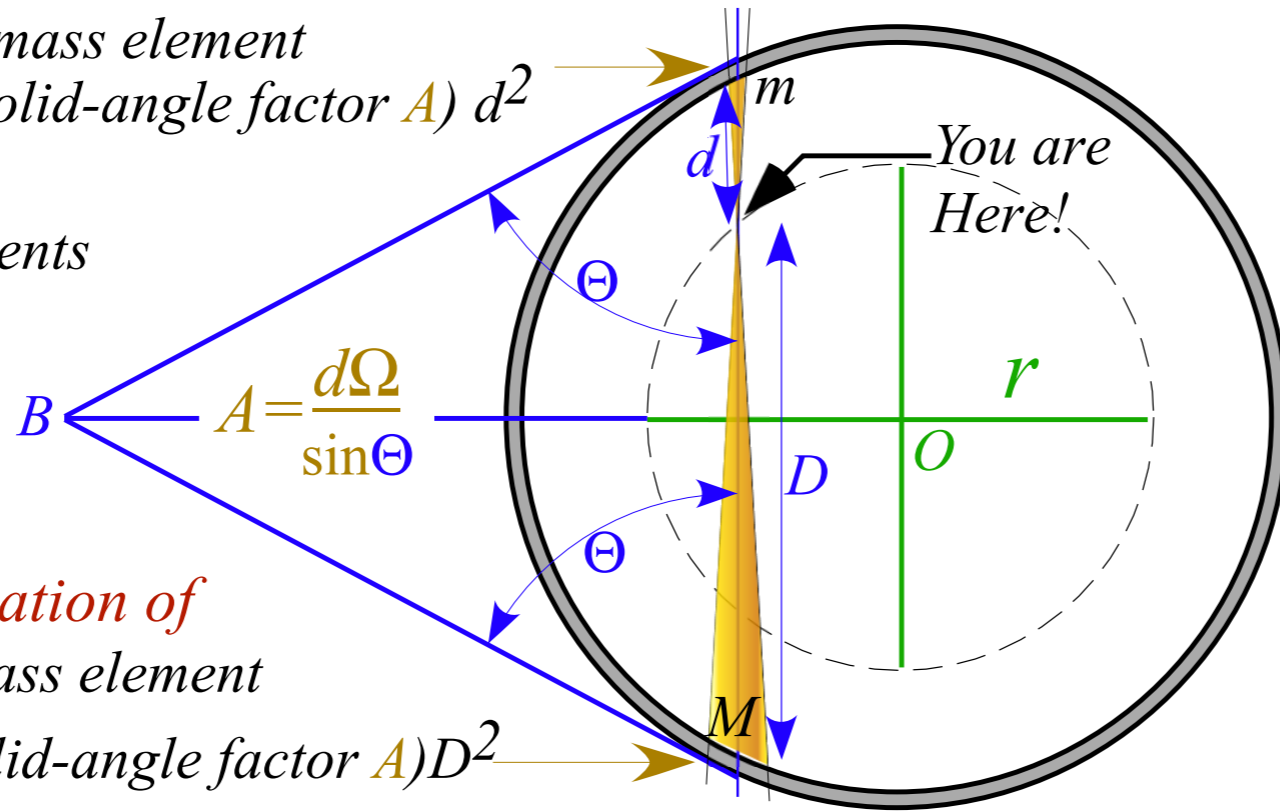 mass element
olid-angle factor A) d²
m
d
You are
Here!
ents
Θ
r
B
A = dΩ / sinΘ
O
D
Θ
ation of
ass element
M
lid-angle factor A)D²